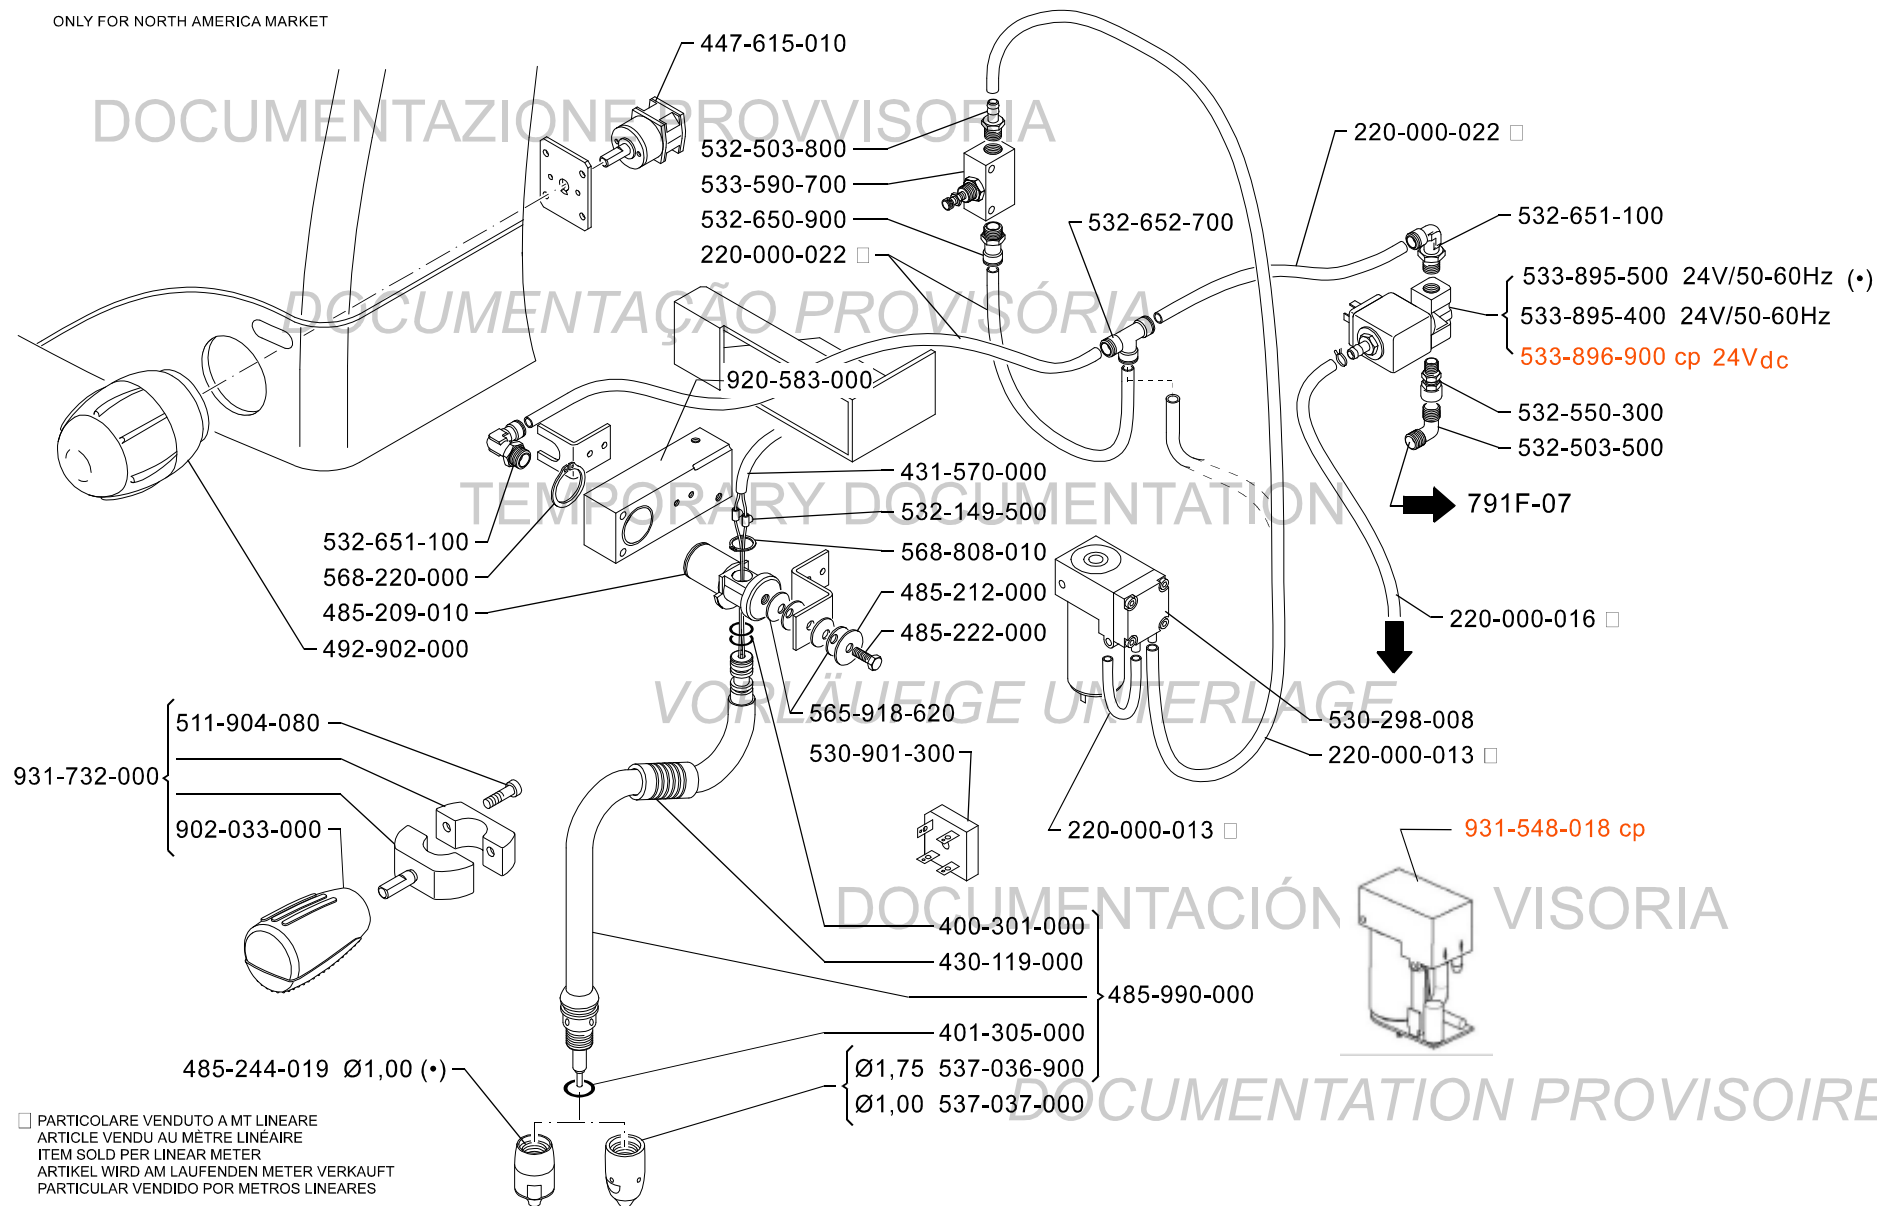 ONLY FOR NORTH AMERICA MARKET
447-615-010
DOCUMENTAZIONE PROVVISORIA
532-503-800
220-000-022 □
533-590-700
532-650-900
532-652-700
532-651-100
220-000-022 □
533-895-500 24V/50-60Hz (•)
DOCUMENTAÇÃO PROVISÓRIA
533-895-400 24V/50-60Hz
533-896-900 cp 24Vdc
920-583-000
532-550-300
532-503-500
431-570-000
TEMPORARY DOCUMENTATION
791F-07
532-149-500
532-651-100
568-808-010
568-220-000
485-212-000
485-209-010
220-000-016 □
485-222-000
492-902-000
VORLÄUFIGE UNTERLAGE
565-918-620
511-904-080
530-298-008
530-901-300
220-000-013 □
931-732-000
902-033-000
220-000-013 □
931-548-018 cp
DOCUMENTACIÓN VISORIA
400-301-000
430-119-000
485-990-000
401-305-000
485-244-019 Ø1,00 (•)
Ø1,75 537-036-900
Ø1,00 537-037-000
DOCUMENTATION PROVISOIRE
□ PARTICOLARE VENDUTO A MT LINEARE
ARTICLE VENDU AU MÈTRE LINÉAIRE
ITEM SOLD PER LINEAR METER
ARTIKEL WIRD AM LAUFENDEN METER VERKAUFT
PARTICULAR VENDIDO POR METROS LINEARES